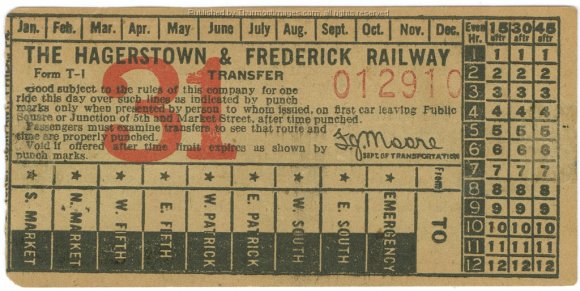 Published by ThurmontImages.com, all rights reserved
Jan. Feb. Mar. Apr. May June July Aug. Sept. Oct. Nov. Dec.
THE HAGERSTOWN & FREDERICK RAILWAY
Form T-1 TRANSFER
31
012910
Good subject to the rules of this company for one
ride this day over such lines as indicated by punch
marks only when presented by person to whom issued, on first car leaving Public
Square or Junction of 5th and Market Street, after time punched.
Passengers must examine transfers to see that route and
time are properly punched.
Void if offered after time limit expires as shown by
punch marks.
SUPT. OF TRANSPORTATION
From
TO
S. MARKET
N. MARKET
W. FIFTH
E. FIFTH
W. PATRICK
E. PATRICK
W. SOUTH
E. SOUTH
EMERGENCY
Even Hr. 15 aftr 30 aftr 45 aftr
1 1 1 1
2 2 2 2
3 3 3 3
4 4 4 4
5 5 5 5
6 6 6 6
7 7 7 7
8 8 8 8
9 9 9 9
10 10 10 10
11 11 11 11
12 12 12 12